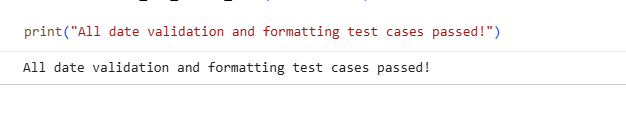 print("All date validation and formatting test cases passed!")
All date validation and formatting test cases passed!